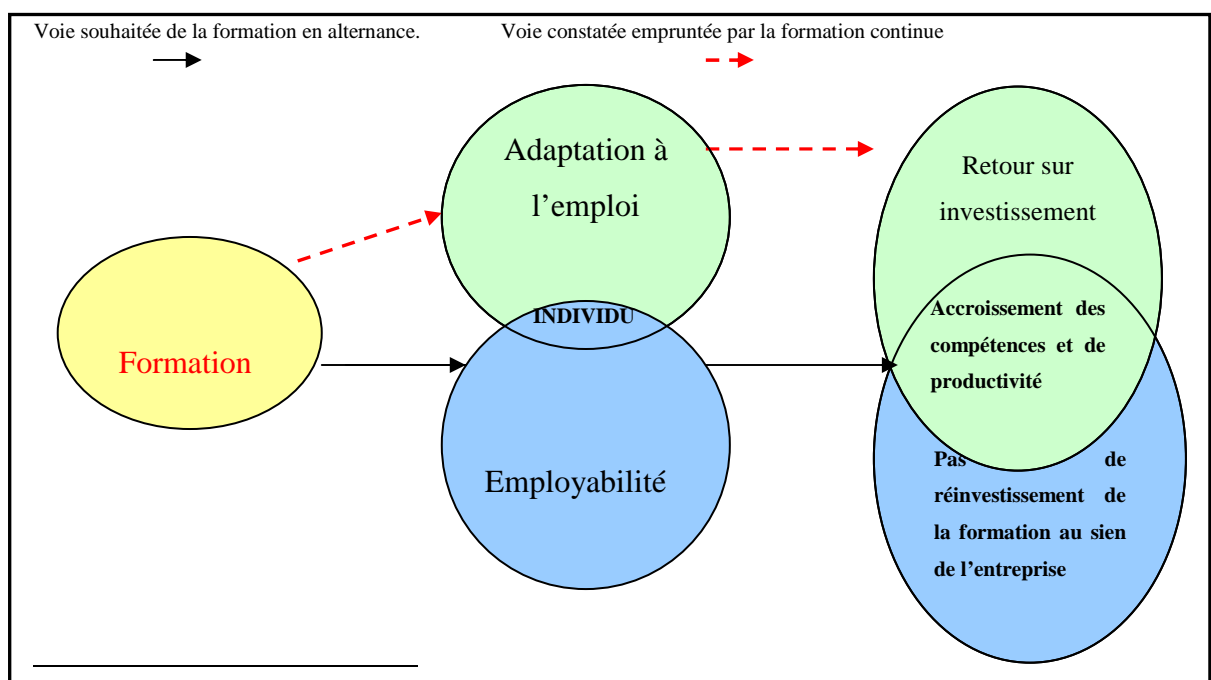 Voie souhaitée de la formation en alternance.
Voie constatée empruntée par la formation continue
Adaptation à
l’emploi
Retour sur
investissement
INDIVIDU
Accroissement des
compétences et de
productivité
Formation
Employabilité
Pas de
réinvestissement de
la formation au sien
de l’entreprise